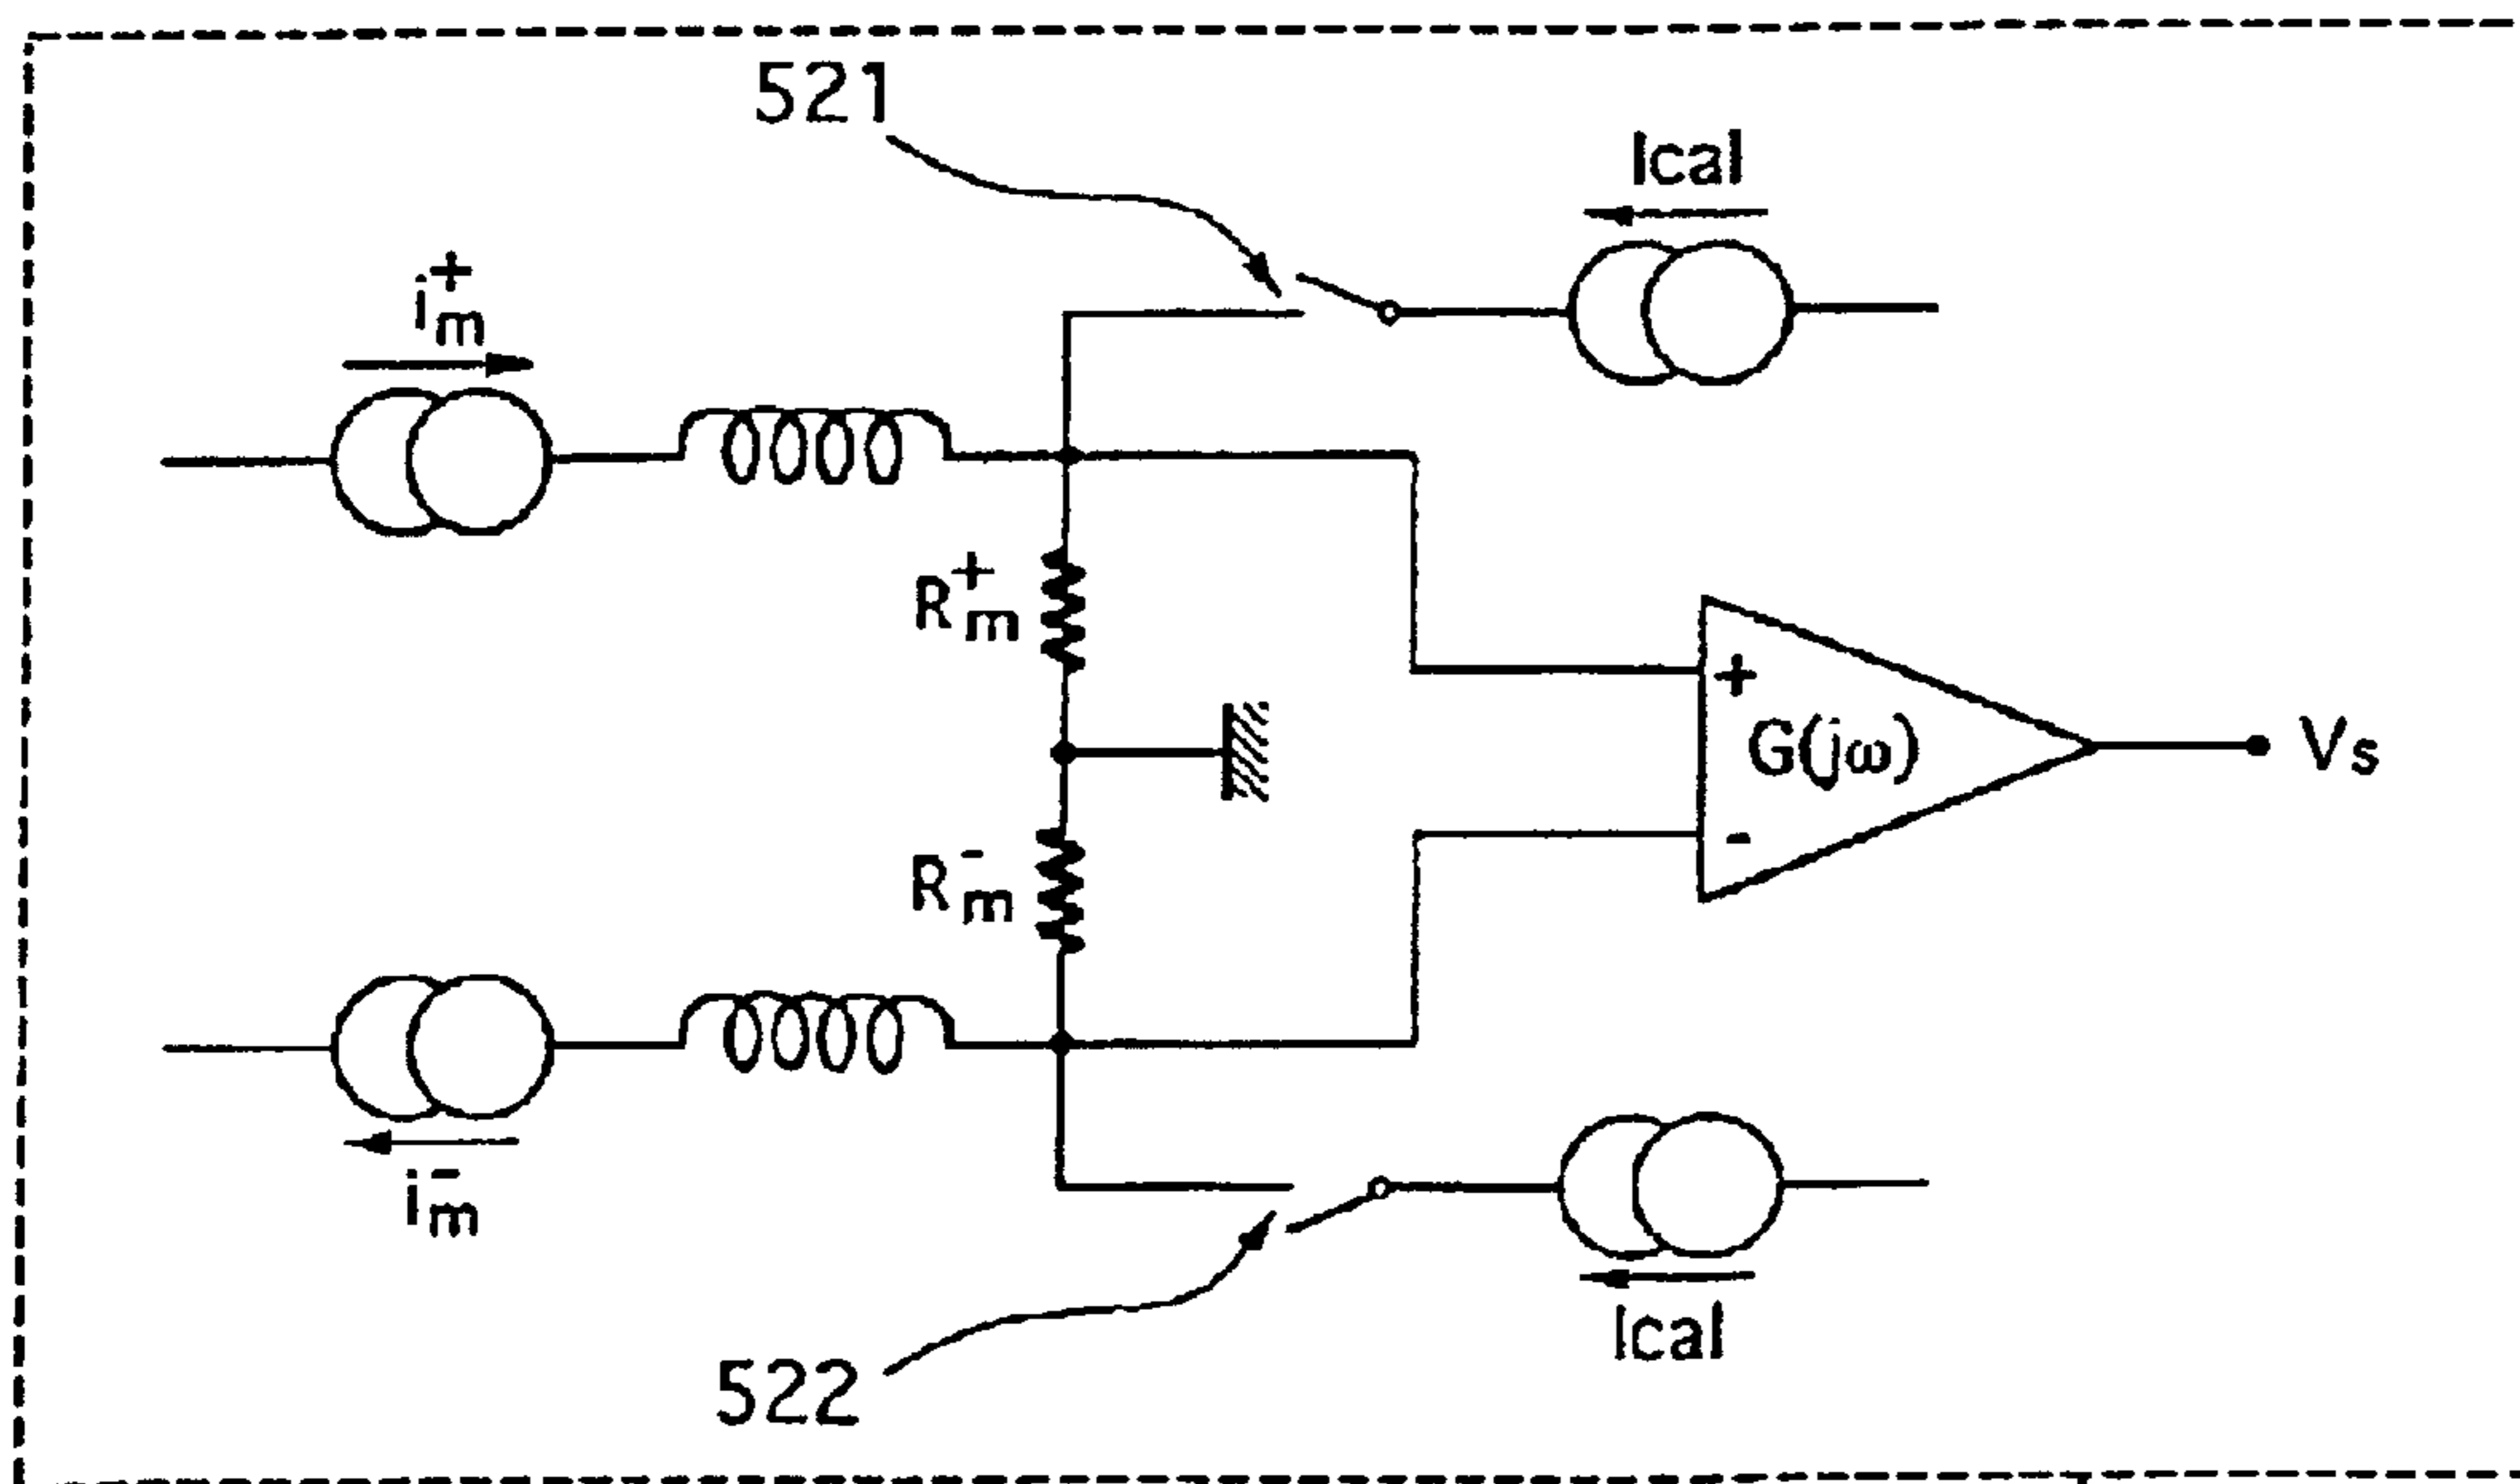 521
Ical
i+m
R+m
+
G(jω)
Vs
-
R-m
i-m
Ical
522